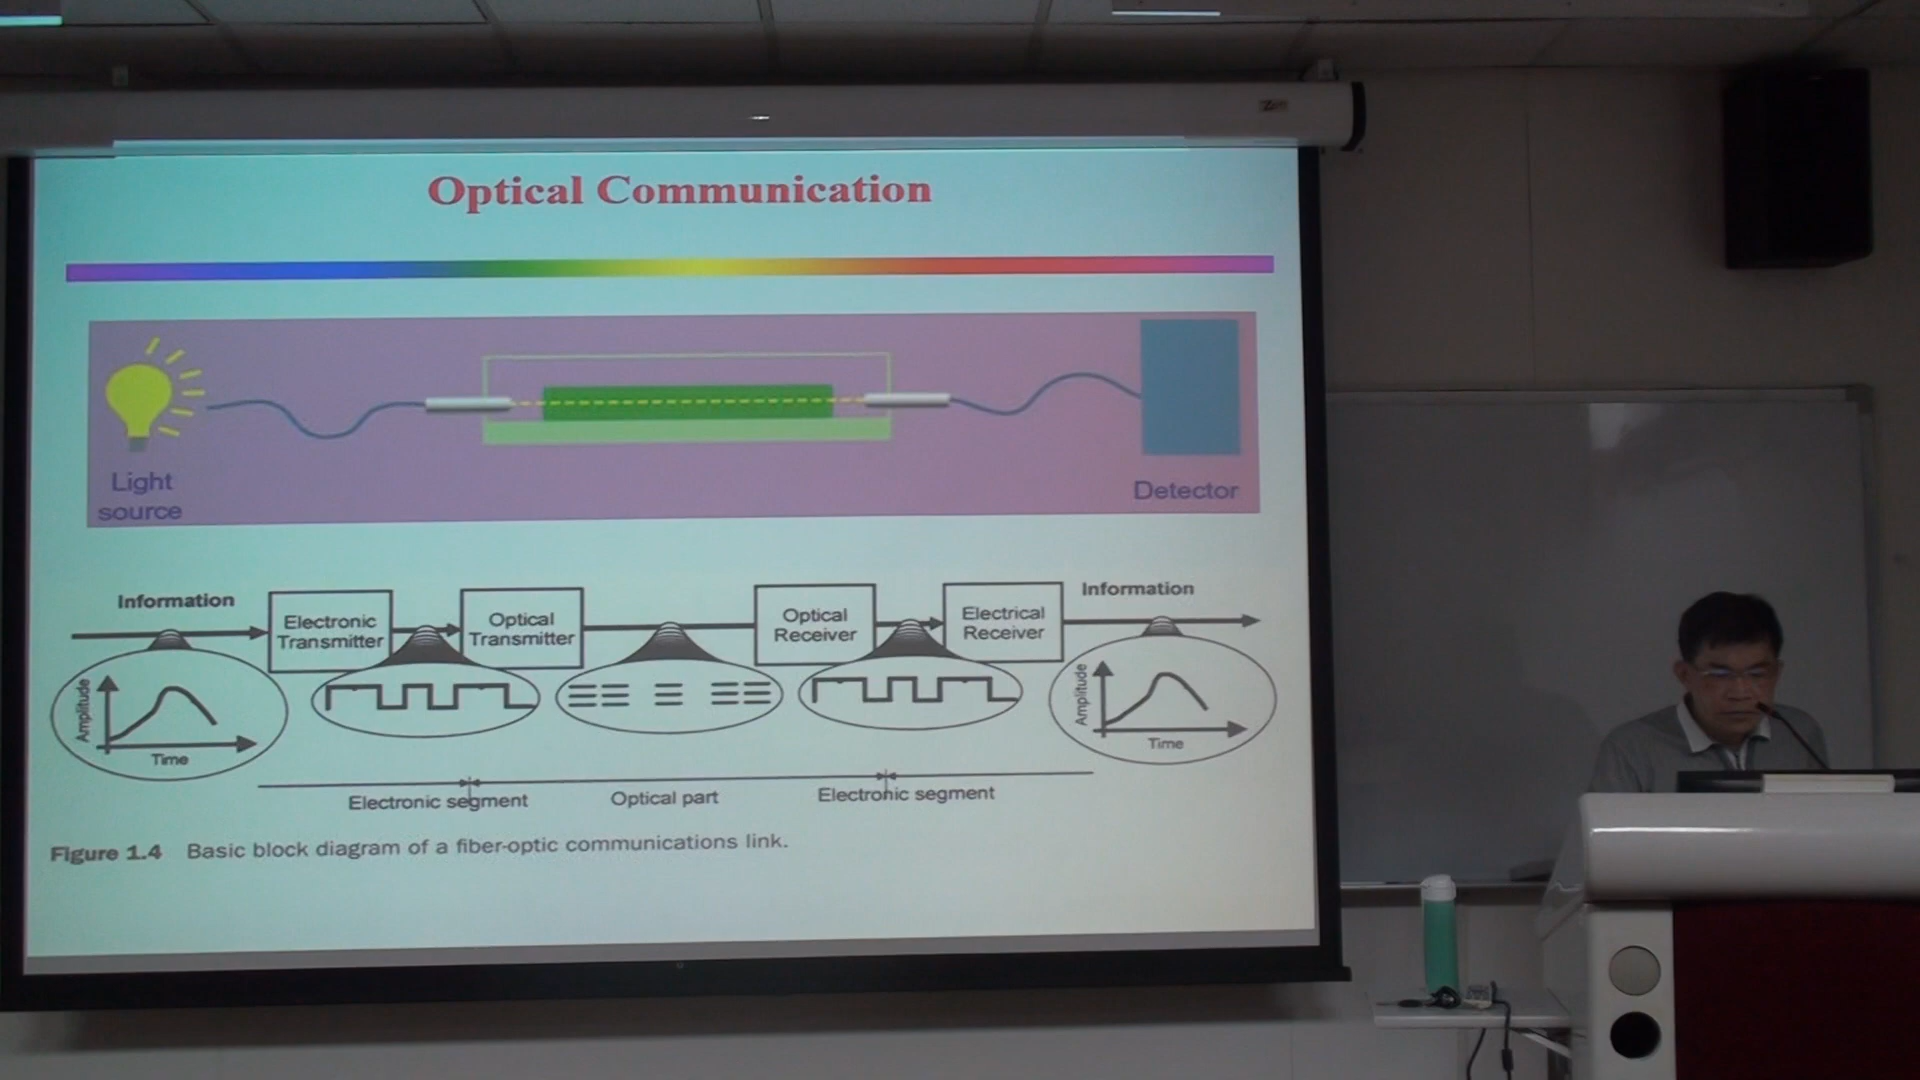 Optical Communication
Light
source
Detector
Information
Electronic
Transmitter
Optical
Transmitter
Optical
Receiver
Electrical
Receiver
Information
Amplitude
Time
Amplitude
Time
Electronic segment
Optical part
Electronic segment
Figure 1.4 Basic block diagram of a fiber-optic communications link.